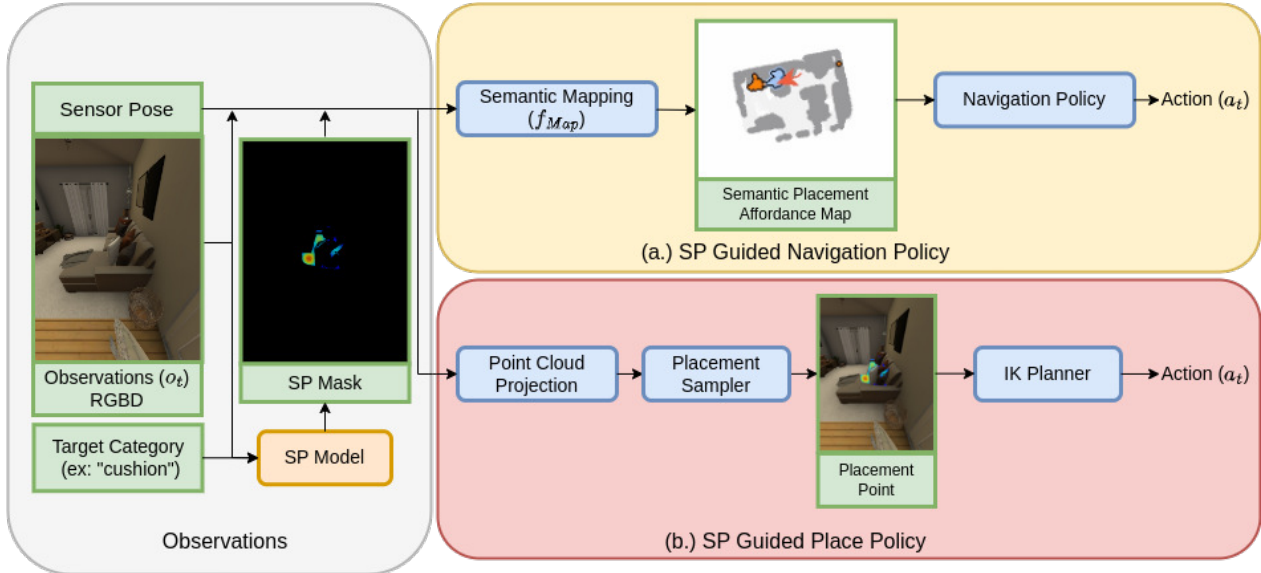 Sensor Pose
Observations (o_t)
RGBD
Target Category
(ex: "cushion")
SP Mask
SP Model
Observations
Semantic Mapping
(f_{Map})
Semantic Placement
Affordance Map
Navigation Policy
Action (a_t)
(a.) SP Guided Navigation Policy
Point Cloud
Projection
Placement
Sampler
Placement
Point
IK Planner
Action (a_t)
(b.) SP Guided Place Policy